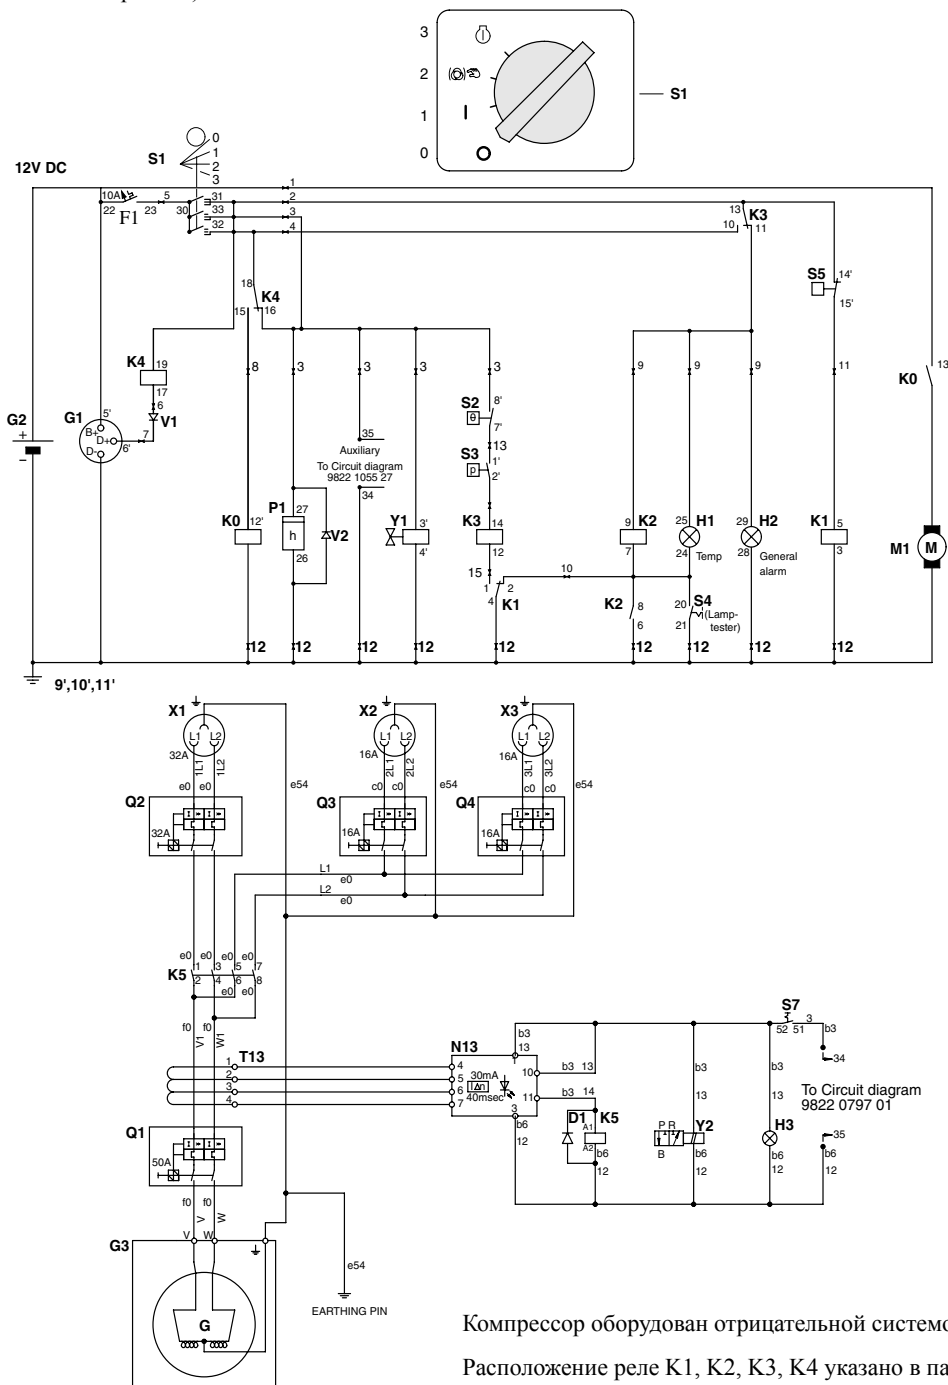 3
2
S1
1
0
S1
0
1
2
3
12V DC
10A
22
F1
23
5
30
31
33
32
1
2
3
4
13
K3
10
11
18
K4
15
16
S5
14'
15'
K4
19
17
6
V1
7
8
3
3
3
3
9
9
9
11
K0
13
G2
+
−
G1
5'
B+
D+
D-
6'
S2
8'
θ
7'
13
S3
1'
p
2'
35
Auxiliary
To Circuit diagram
9822 1055 27
34
K0
12'
P1
27
h
26
V2
Y1
3'
4'
K3
14
12
9
K2
7
25
H1
24
Temp
29
H2
28
General
alarm
K1
5
3
M1
M
15
1
2
4
K1
10
K2
8
6
20
S4
21
(Lamp-
tester)
12
12
12
12
12
12
12
12
12
9',10',11'
X1
L1
L2
32A
1L1
1L2
X2
L1
L2
16A
2L1
2L2
X3
L1
L2
16A
3L1
3L2
e54
e54
e54
e0
e0
c0
c0
c0
c0
Q2
32A
Q3
16A
Q4
16A
L1
e0
L2
e0
e0
e0
e0
e0
K5
1
3
5
7
2
4
6
8
e0
e0
f0
f0
V1
W1
1
T13
2
3
4
N13
4
5
6
7
30mA
I∆n
40msec
b3
13
10
11
3
b6
12
b3
13
b3
14
D1
K5
A1
A2
b6
12
b3
13
P R
B
Y2
b6
12
b3
13
H3
b6
12
S7
52
51
3
b3
34
To Circuit diagram
9822 0797 01
35
b6
12
Q1
50A
f0
f0
V
W
V
W
G3
G
e54
EARTHING PIN
Компрессор оборудован отрицательной
Расположение реле K1, K2, K3, K4 указано в